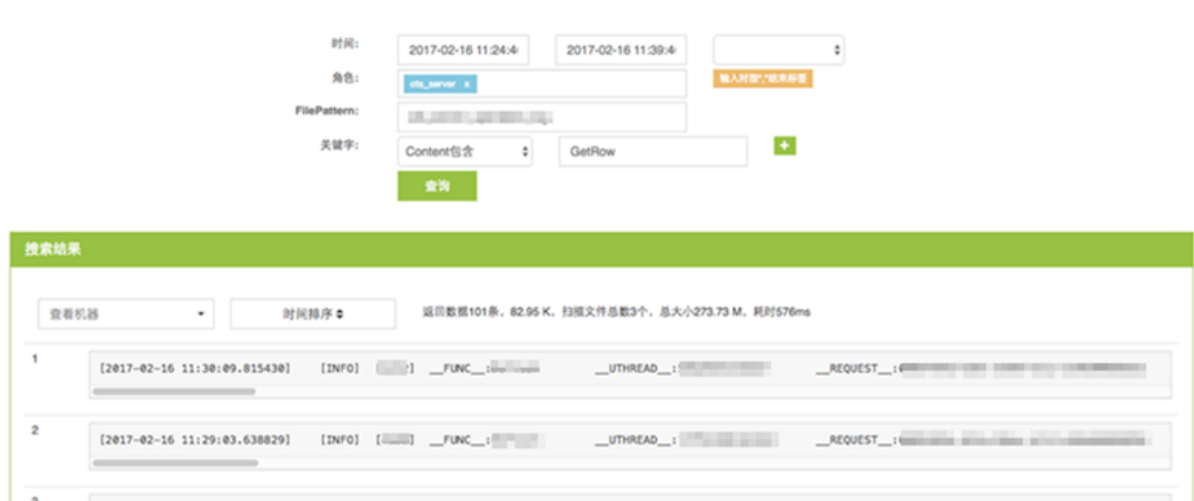 时间: 2017-02-16 11:24:4 2017-02-16 11:39:4
角色: ots_server x 输入时按","结束标签
FilePattern:
关键字: Content包含 GetRow +
查询
搜索结果
查看机器 时间排序 返回数据101条，82.95 K，扫描文件总数3个，总大小273.73 M，耗时576ms
1 [2017-02-16 11:30:09.815430] [INFO] [ ] __FUNC__: __UTHREAD__: __REQUEST__:
2 [2017-02-16 11:29:03.638829] [INFO] [ ] __FUNC__: __UTHREAD__: __REQUEST__: